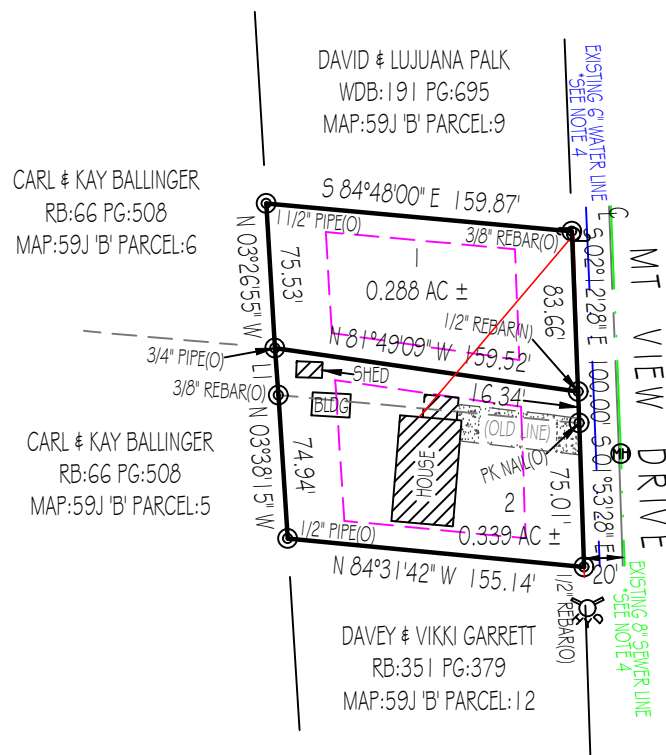 DAVID & LUJUANA PALK
WDB:191 PG:695
MAP:59J 'B' PARCEL:9
EXISTING 6" WATER LINE
*SEE NOTE 4
CARL & KAY BALLINGER
RB:66 PG:508
MAP:59J 'B' PARCEL:6
S 84°48'00" E 159.87'
1 1/2" PIPE(O)
3/8" REBAR(O)
N 03°26'55" W
75.53'
1
0.288 AC ±
S 02°12'28" E
83.66'
MT VIEW DRIVE
1/2" REBAR(N)
N 81°49'09" W 159.52'
3/4" PIPE(O)
L1
SHED
16.34'
100.00'
3/8" REBAR(O)
BLDG
(OLD LINE)
MH
CARL & KAY BALLINGER
RB:66 PG:508
MAP:59J 'B' PARCEL:5
N 03°38'15" W
74.94'
HOUSE
PK NAIL(O)
75.01'
S 01°53'28" E
2
0.339 AC ±
1/2" PIPE(O)
N 84°31'42" W 155.14'
20'
1/2" REBAR(O)
EXISTING 8" SEWER LINE
*SEE NOTE 4
DAVEY & VIKKI GARRETT
RB:351 PG:379
MAP:59J 'B' PARCEL:12